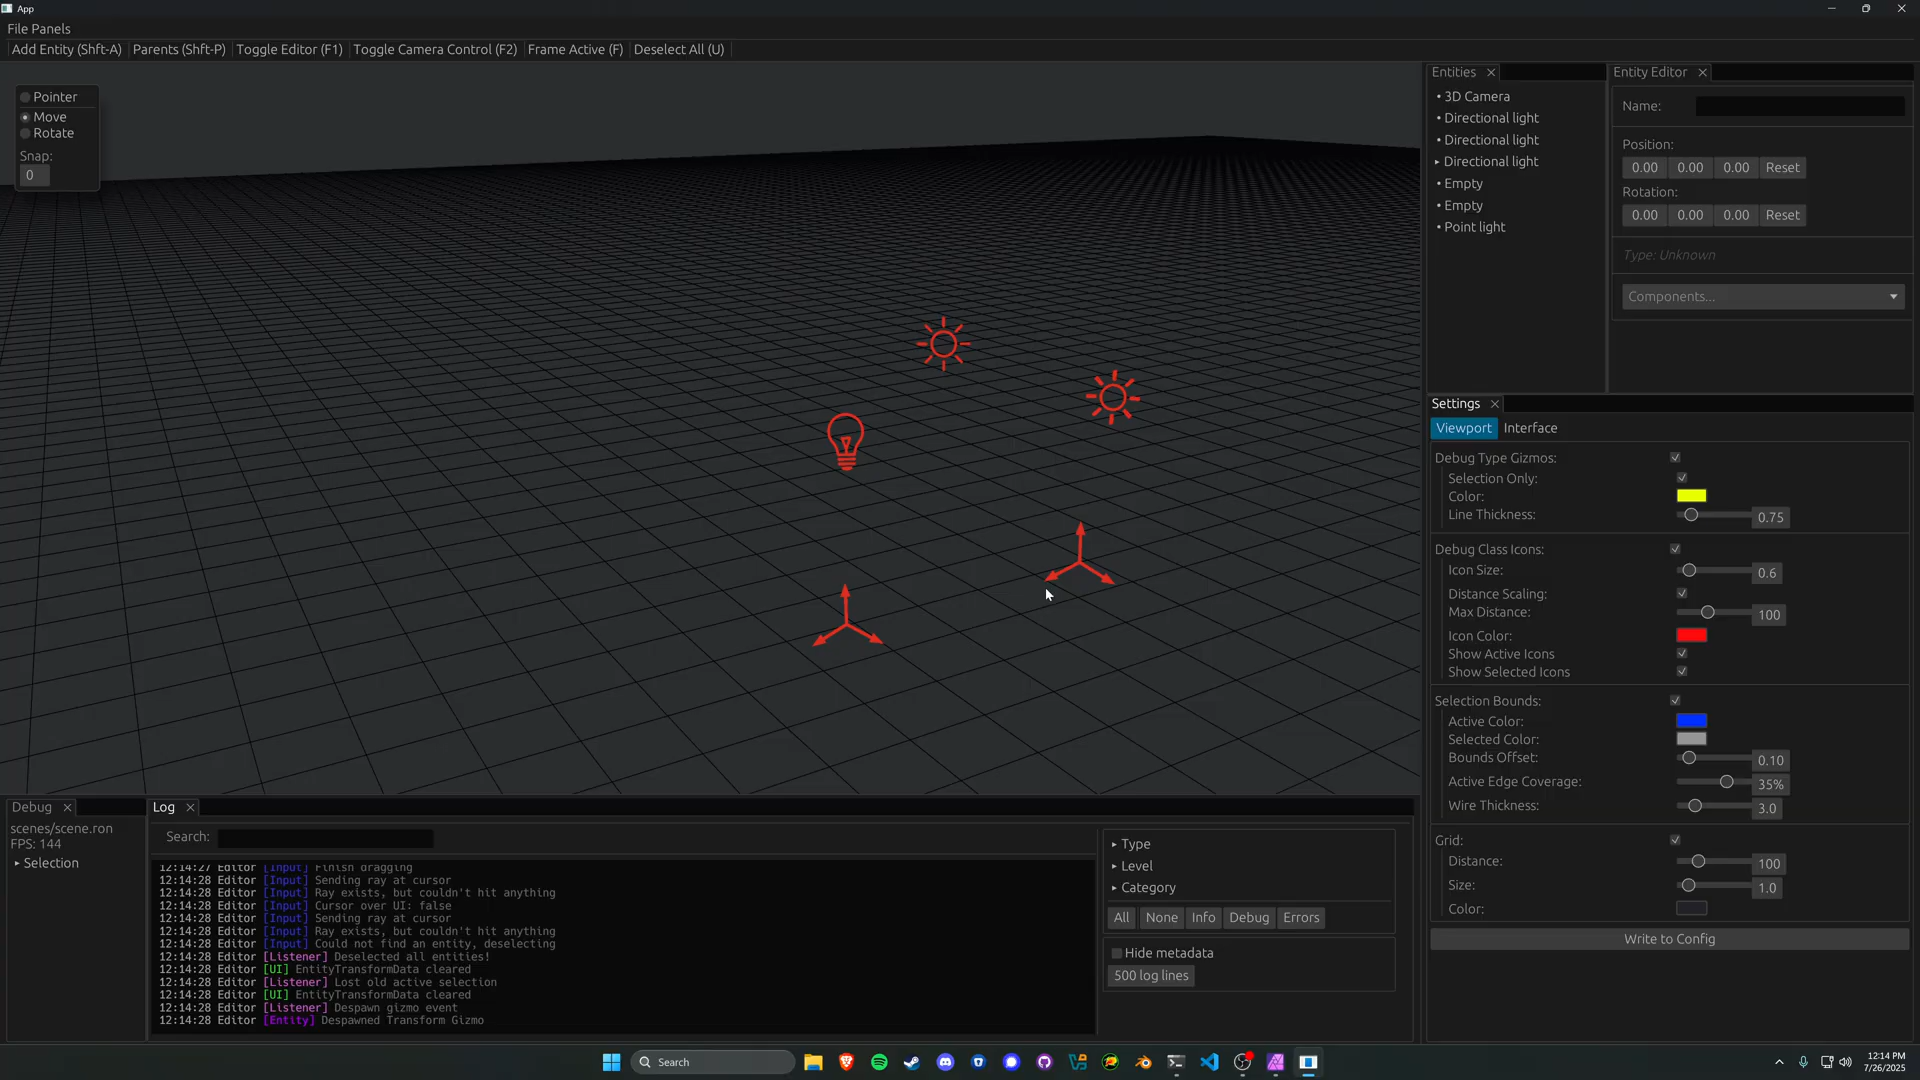 App
File Panels
Add Entity (Shft-A) Parents (Shft-P) Toggle Editor (F1) Toggle Camera Control (F2) Frame Active (F) Deselect All (U)
Pointer
Move
Rotate
Snap:
0
Entities
3D Camera
Directional light
Directional light
Directional light
Empty
Empty
Point light
Entity Editor
Name:
Position:
0.00 0.00 0.00 Reset
Rotation:
0.00 0.00 0.00 Reset
Type: Unknown
Components...
Settings
Viewport Interface
Debug Type Gizmos:
Selection Only:
Color:
Line Thickness: 0.75
Debug Class Icons:
Icon Size: 0.6
Distance Scaling:
Max Distance: 100
Icon Color:
Show Active Icons
Show Selected Icons
Selection Bounds:
Active Color:
Selected Color:
Bounds Offset: 0.10
Active Edge Coverage: 35%
Wire Thickness: 3.0
Grid:
Distance: 100
Size: 1.0
Color:
Write to Config
Debug
scenes/scene.ron
FPS: 144
Selection
Log
Search:
12:14:27 Editor [Input] Finish dragging
12:14:28 Editor [Input] Sending ray at cursor
12:14:28 Editor [Input] Ray exists, but couldn't hit anything
12:14:28 Editor [Input] Cursor over UI: false
12:14:28 Editor [Input] Sending ray at cursor
12:14:28 Editor [Input] Ray exists, but couldn't hit anything
12:14:28 Editor [Input] Could not find an entity, deselecting
12:14:28 Editor [Listener] Deselected all entities!
12:14:28 Editor [UI] EntityTransformData cleared
12:14:28 Editor [Listener] Lost old active selection
12:14:28 Editor [UI] EntityTransformData cleared
12:14:28 Editor [Listener] Despawn gizmo event
12:14:28 Editor [Entity] Despawned Transform Gizmo
Type
Level
Category
All None Info Debug Errors
Hide metadata
500 log lines
Search
12:14 PM
7/26/2025